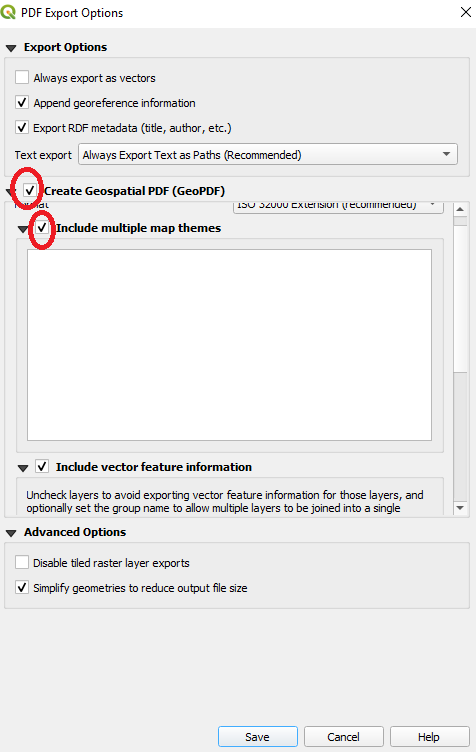 PDF Export Options
Export Options
Always export as vectors
Append georeference information
Export RDF metadata (title, author, etc.)
Text export Always Export Text as Paths (Recommended)
Create Geospatial PDF (GeoPDF)
Format ISO 32000 Extension (recommended)
Include multiple map themes
Include vector feature information
Uncheck layers to avoid exporting vector feature information for those layers, and
optionally set the group name to allow multiple layers to be joined into a single
Advanced Options
Disable tiled raster layer exports
Simplify geometries to reduce output file size
Save Cancel Help